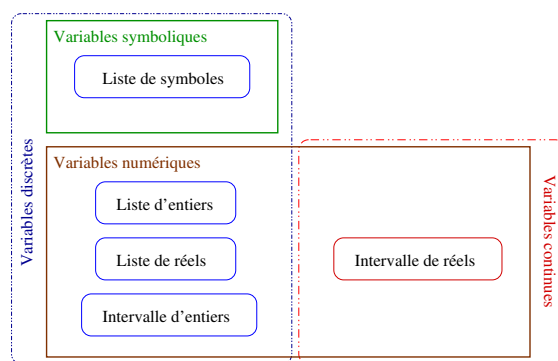 Variables symboliques
Liste de symboles
Variables discrètes
Variables numériques
Liste d'entiers
Liste de réels
Intervalle d'entiers
Intervalle de réels
Variables continues